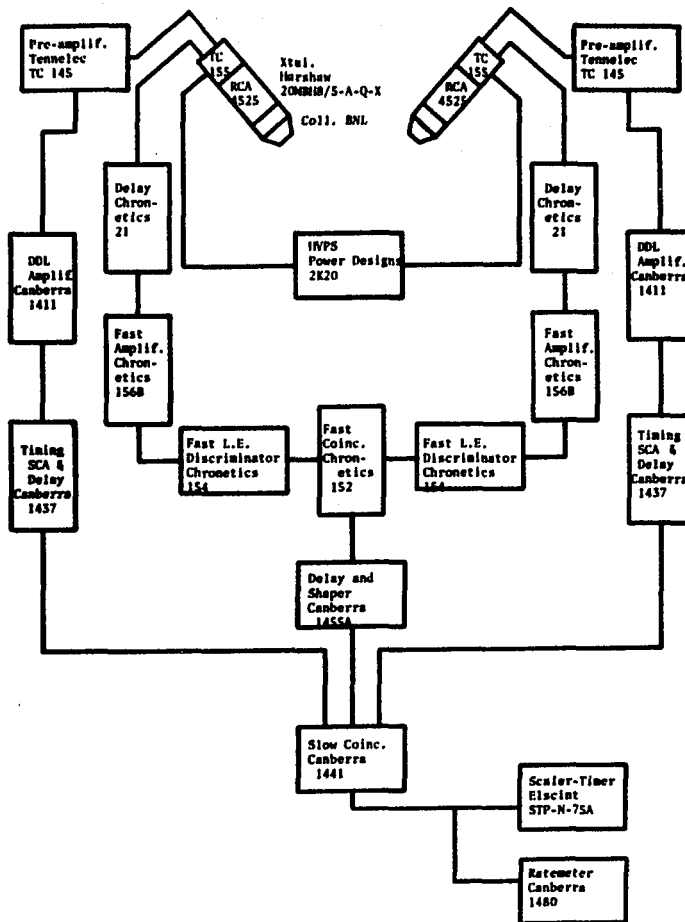 Pre-amplif.
Tennelec
TC 145
TC
155
RCA
4525
Xtal.
Harshaw
20MBH8/5-A-Q-X
Coll. BNL
TC
155
RCA
4525
Pre-amplif.
Tennelec
TC 145
Delay
Chron-
etics
21
HVPS
Power Designs
2K20
Delay
Chron-
etics
21
DDL
Amplif.
Canberra
1411
DDL
Amplif.
Canberra
1411
Fast
Amplif.
Chron-
etics
156B
Fast
Amplif.
Chron-
etics
156B
Timing
SCA &
Delay
Canberra
1437
Fast L.E.
Discriminator
Chronetics
154
Fast
Coinc.
Chron-
etics
152
Fast L.E.
Discriminator
Chronetics
154
Timing
SCA &
Delay
Canberra
1437
Delay and
Shaper
Canberra
1455A
Slow Coinc.
Canberra
1441
Scaler-Timer
Elscint
STP-N-75A
Ratemeter
Canberra
1480